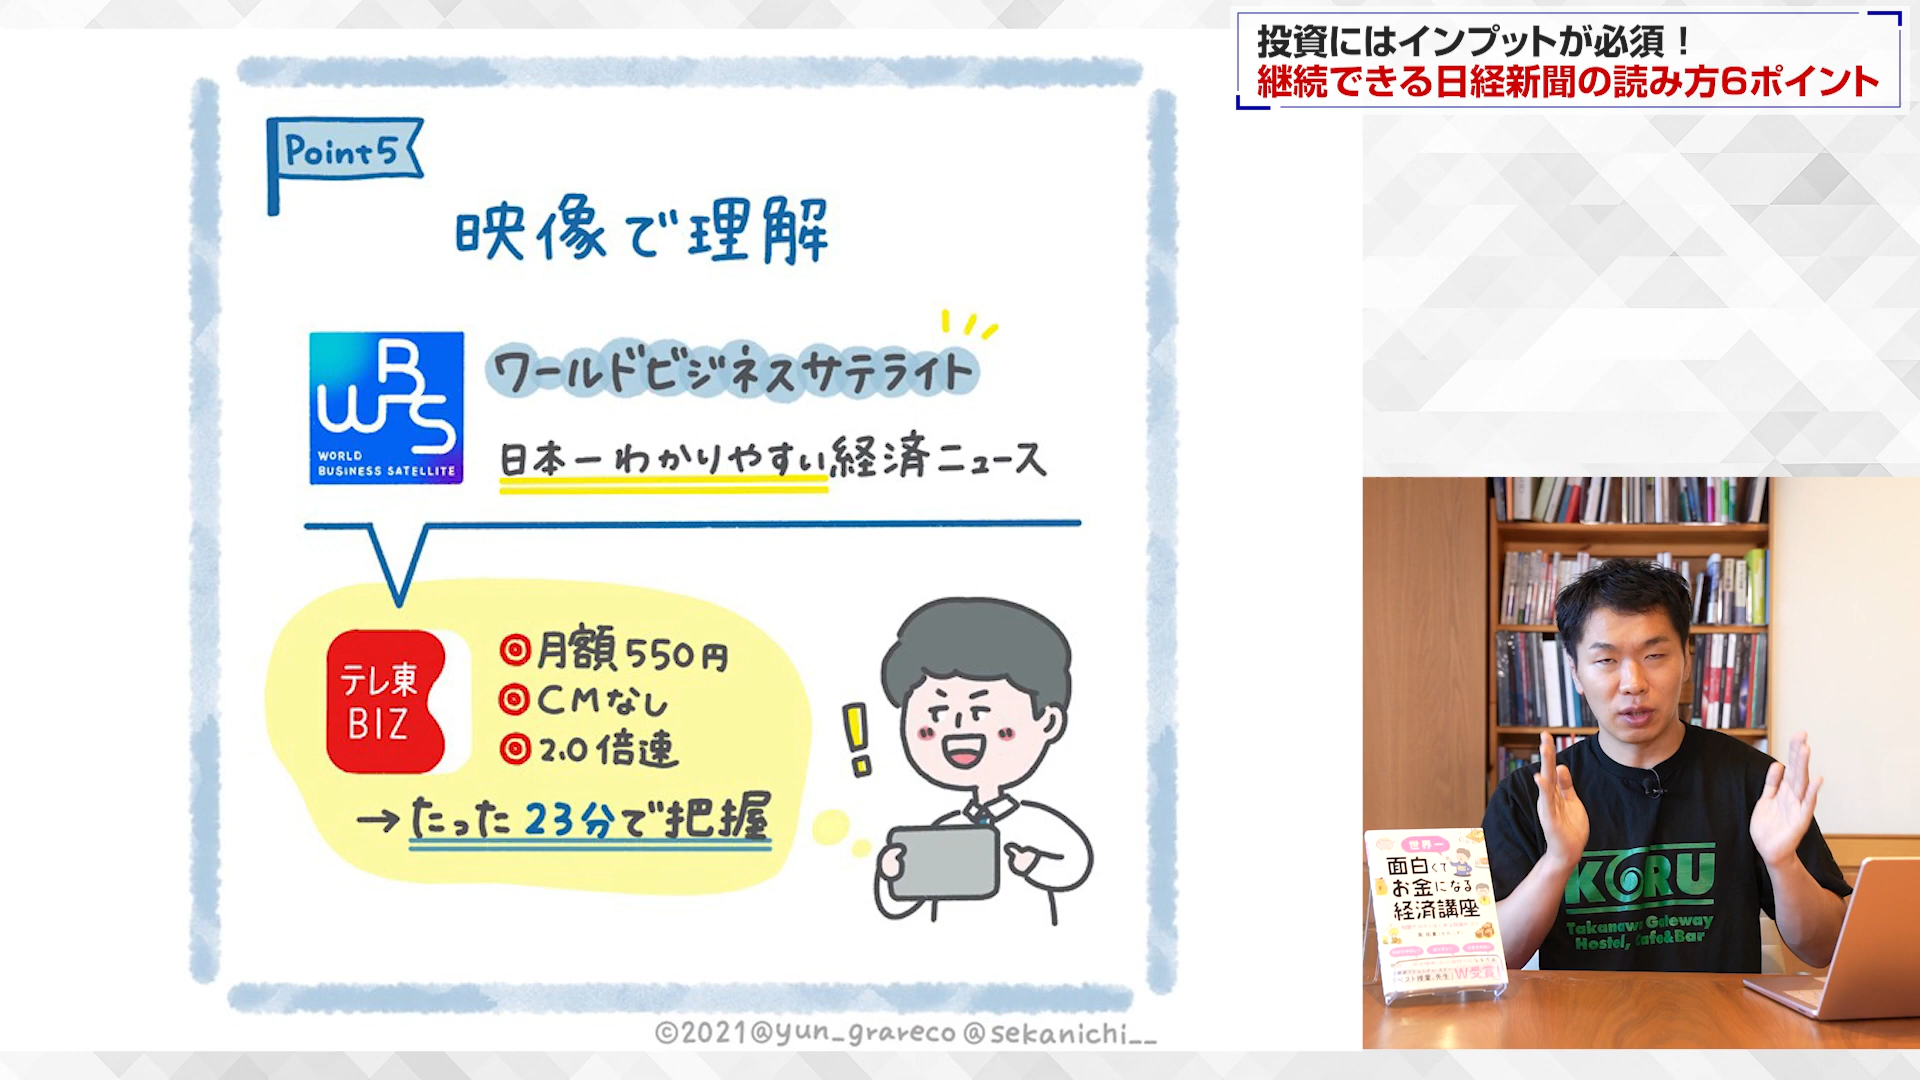 投資にはインプットが必須！
継続できる日経新聞の読み方6ポイント
Point5
映像で理解
WBS
WORLD
BUSINESS SATELLITE
ワールドビジネスサテライト
日本一わかりやすい経済ニュース
テレ東
BIZ
月額550円
CMなし
2.0倍速
→たった23分で把握
©2021@yun_grareco @sekanichi__
世界一
面白くて
お金になる
経済講座
W受賞!
KORU
Takanawa Gateway
Hostel, Cafe&Bar